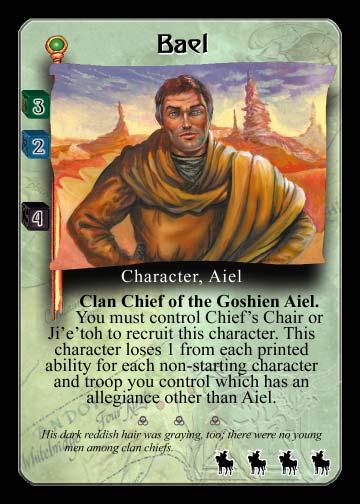 Bael
3
2
4
Character, Aiel
Clan Chief of the Goshien Aiel.
You must control Chief's Chair or
Ji'e'toh to recruit this character. This
character loses 1 from each printed
ability for each non-starting character
and troop you control which has an
allegiance other than Aiel.
His dark reddish hair was graying, too; there were no young
men among clan chiefs.